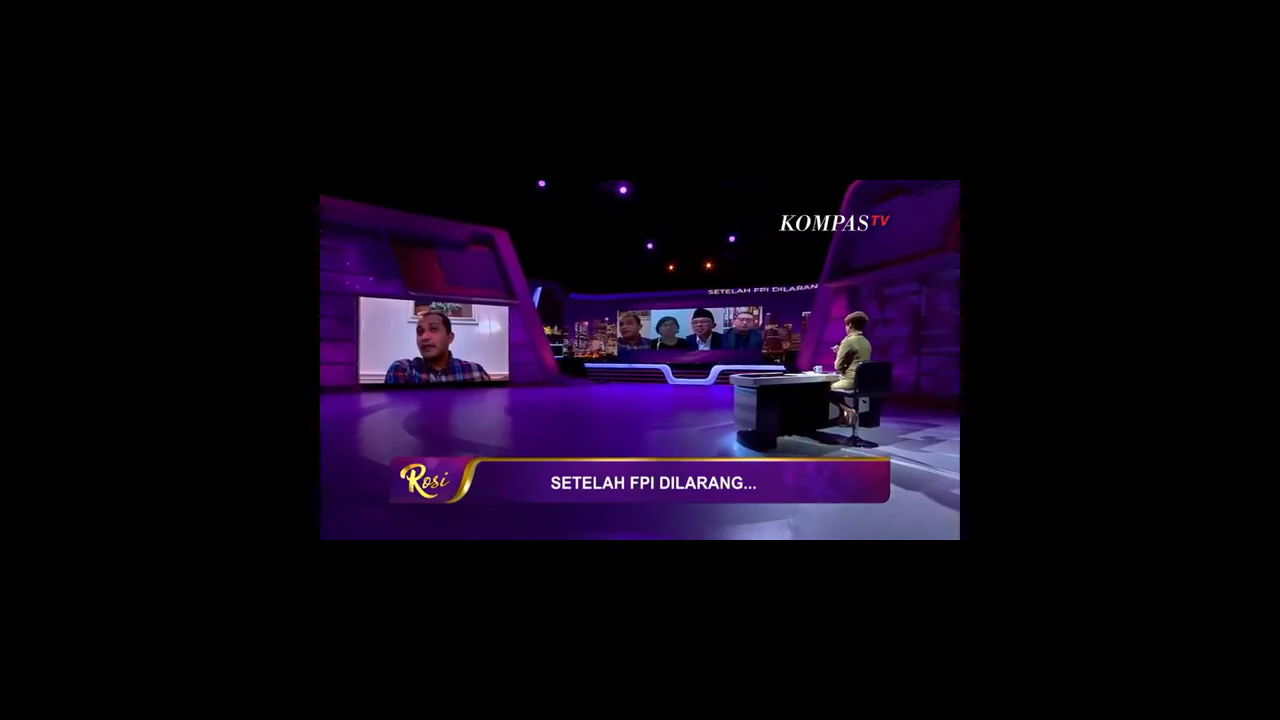 KOMPASTV
SETELAH FPI DILARAN
Rosi
SETELAH FPI DILARANG...